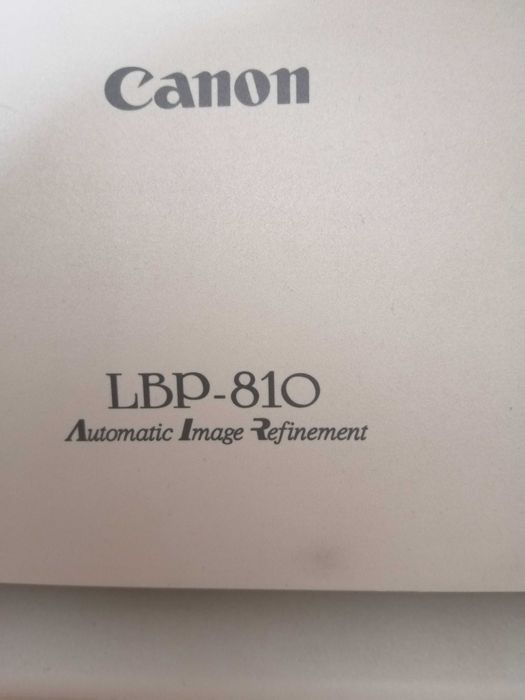 Canon
LBP-810
Automatic Image Refinement